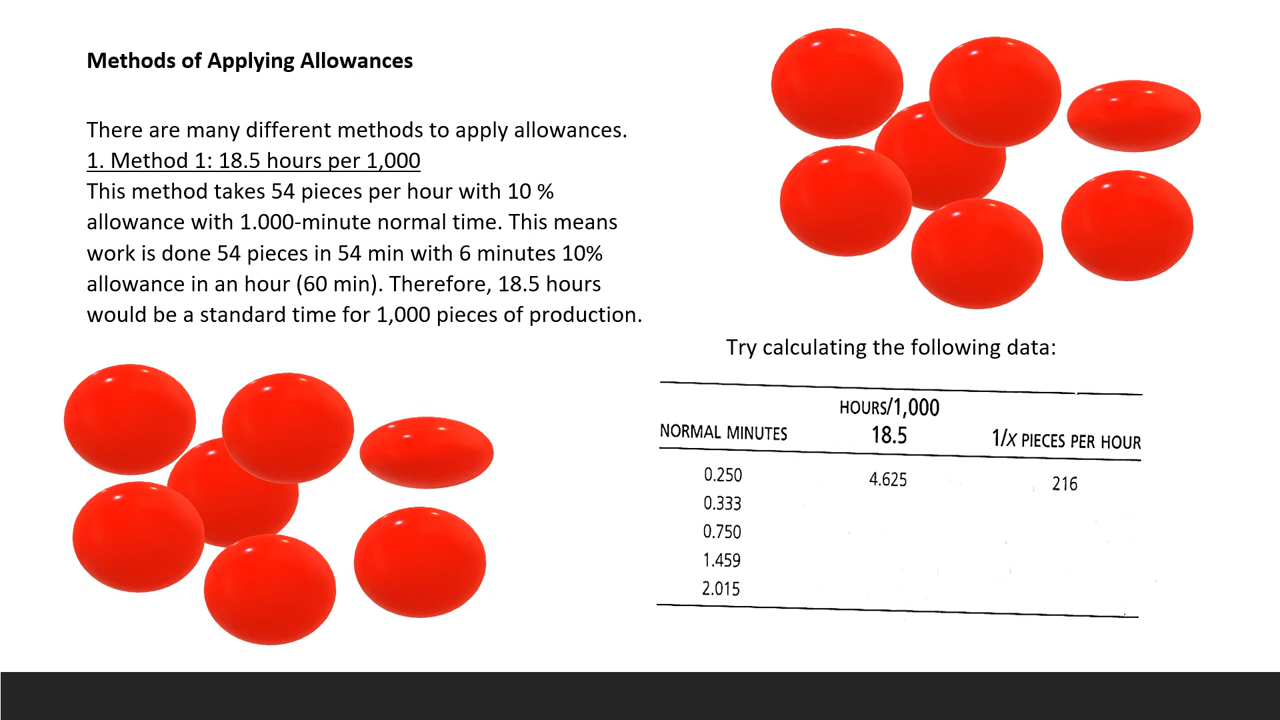 Methods of Applying Allowances
There are many different methods to apply allowances.
1. Method 1: 18.5 hours per 1,000
This method takes 54 pieces per hour with 10 %
allowance with 1.000-minute normal time. This means
work is done 54 pieces in 54 min with 6 minutes 10%
allowance in an hour (60 min). Therefore, 18.5 hours
would be a standard time for 1,000 pieces of production.
Try calculating the following data:
HOURS/1,000
NORMAL MINUTES 18.5 1/X PIECES PER HOUR
0.250 4.625 216
0.333
0.750
1.459
2.015